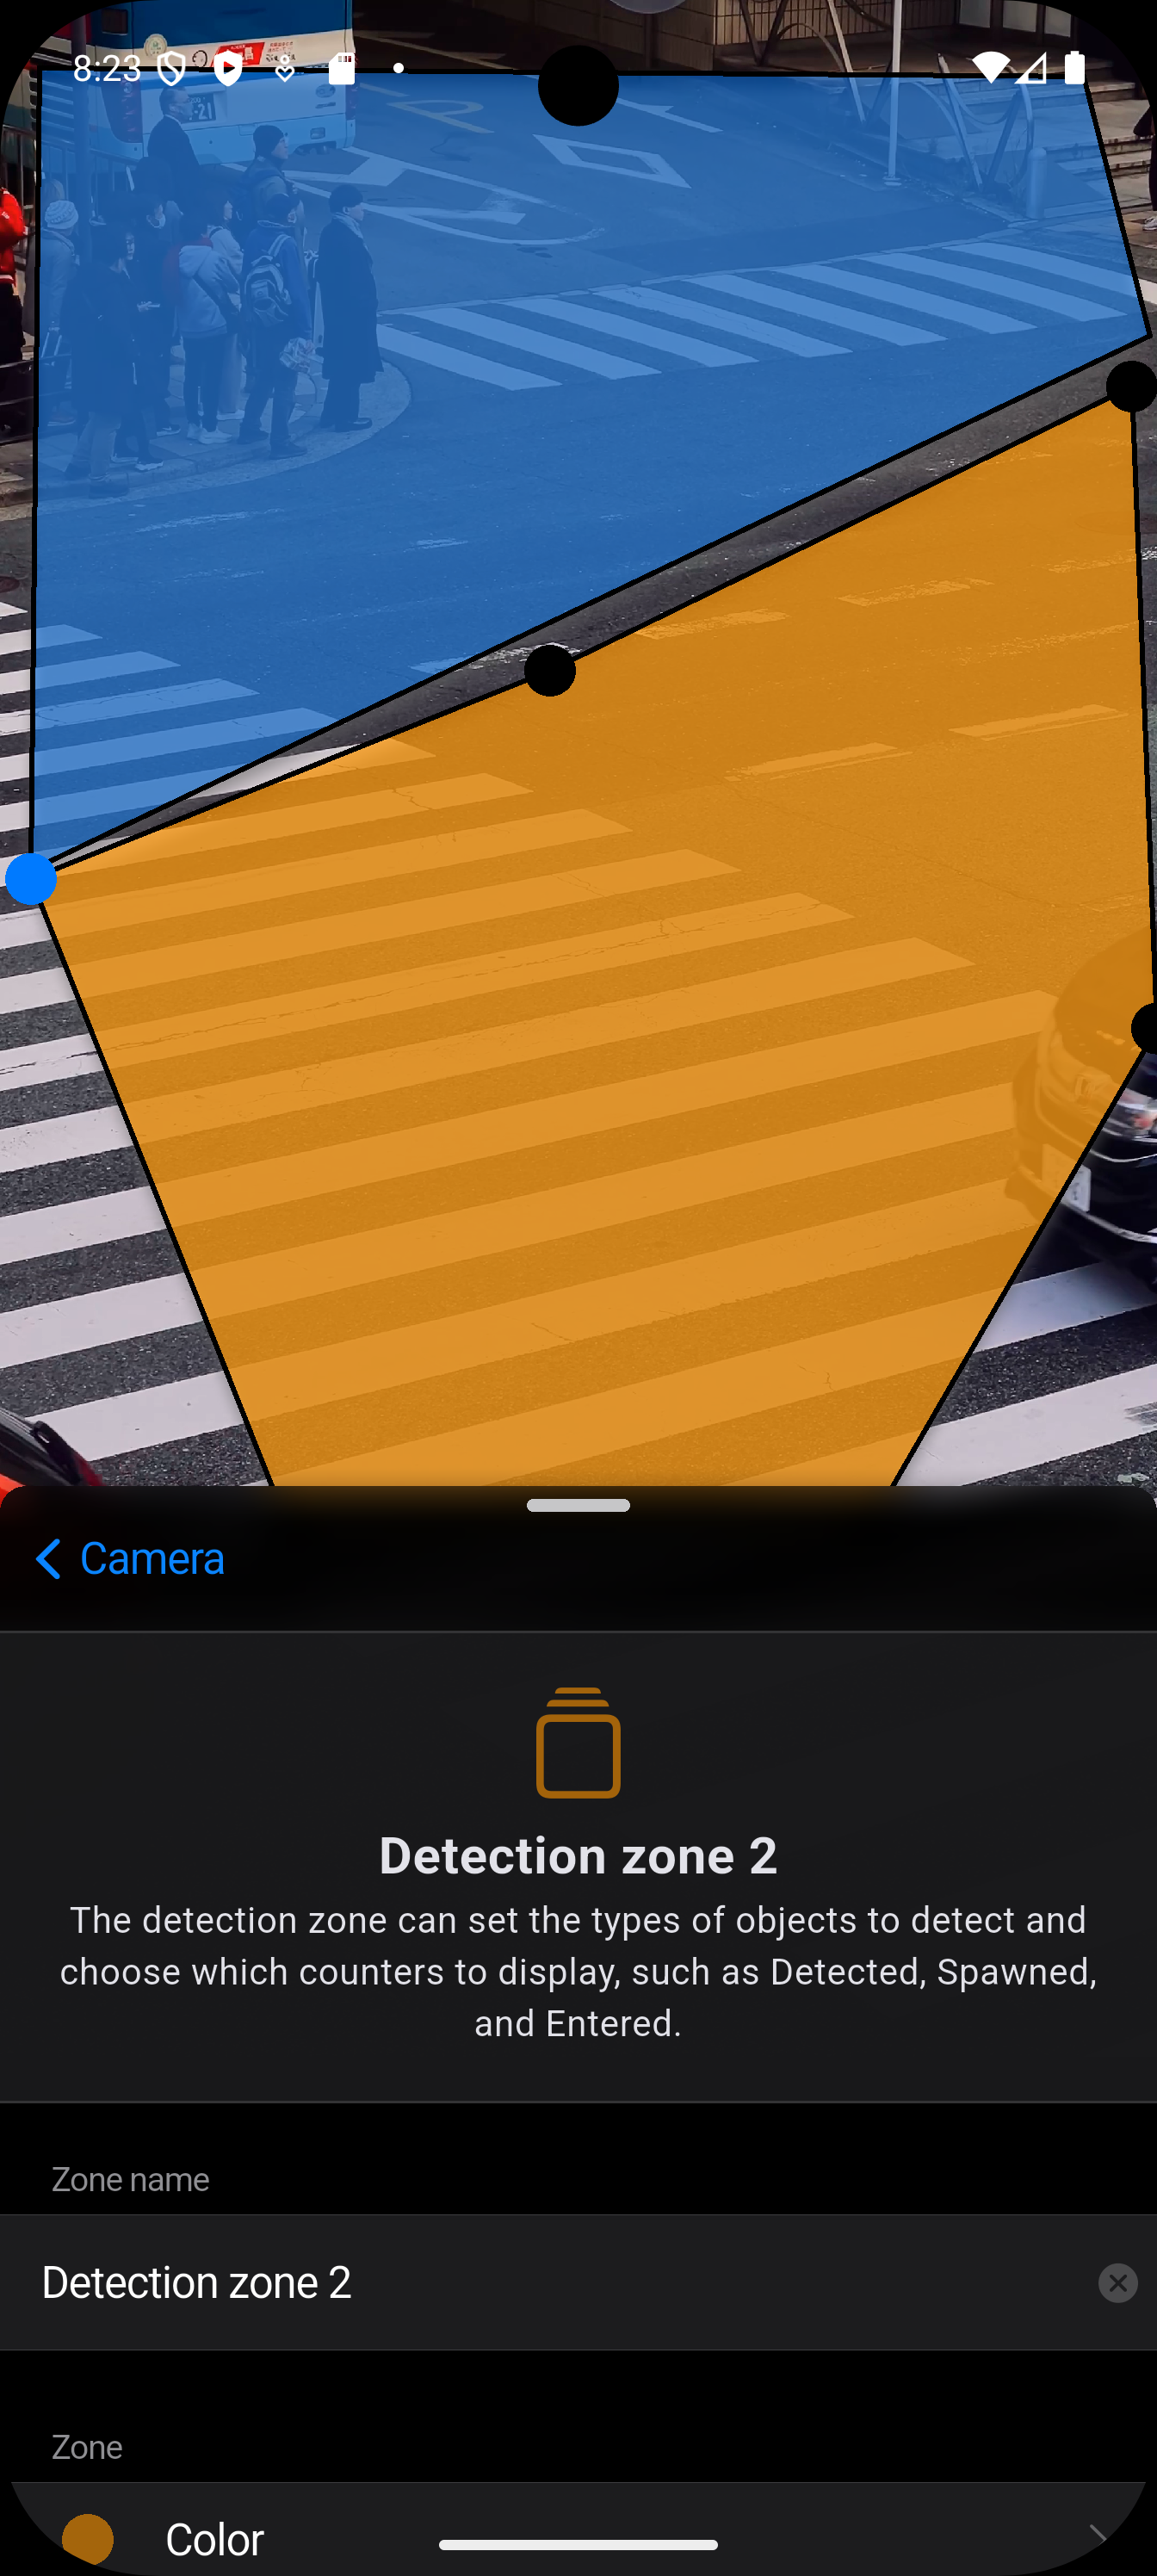 8:23
-21
Camera
Detection zone 2
The detection zone can set the types of objects to detect and
choose which counters to display, such as Detected, Spawned,
and Entered.
Zone name
Detection zone 2
Zone
Color